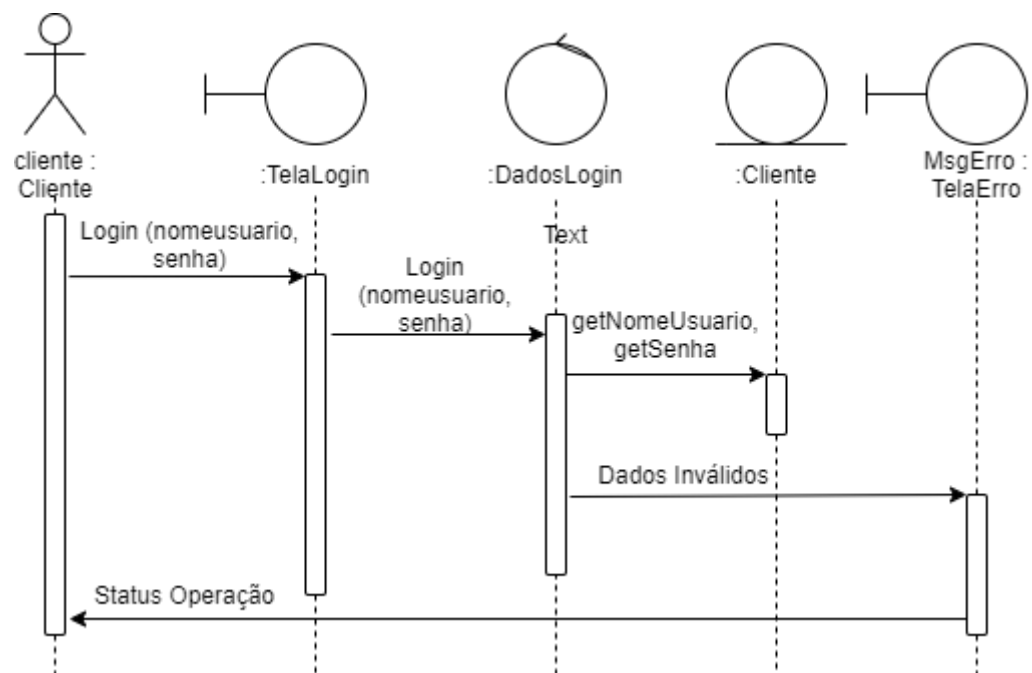 cliente :
Cliente
:TelaLogin
:DadosLogin
:Cliente
MsgErro :
TelaErro
Login (nomeusuario,
senha)
Text
Login
(nomeusuario,
senha)
getNomeUsuario,
getSenha
Dados Inválidos
Status Operação